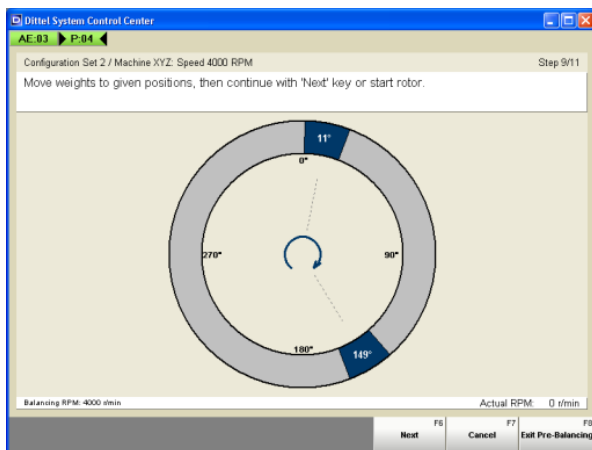 Dittel System Control Center
AE:03 P:04
Configuration Set 2 / Machine XYZ: Speed 4000 RPM Step 9/11
Move weights to given positions, then continue with 'Next' key or start rotor.
11°
0°
270° 90°
180°
149°
Balancing RPM: 4000 r/min Actual RPM: 0 r/min
F6 F7 F8
Next Cancel Exit Pre-Balancing